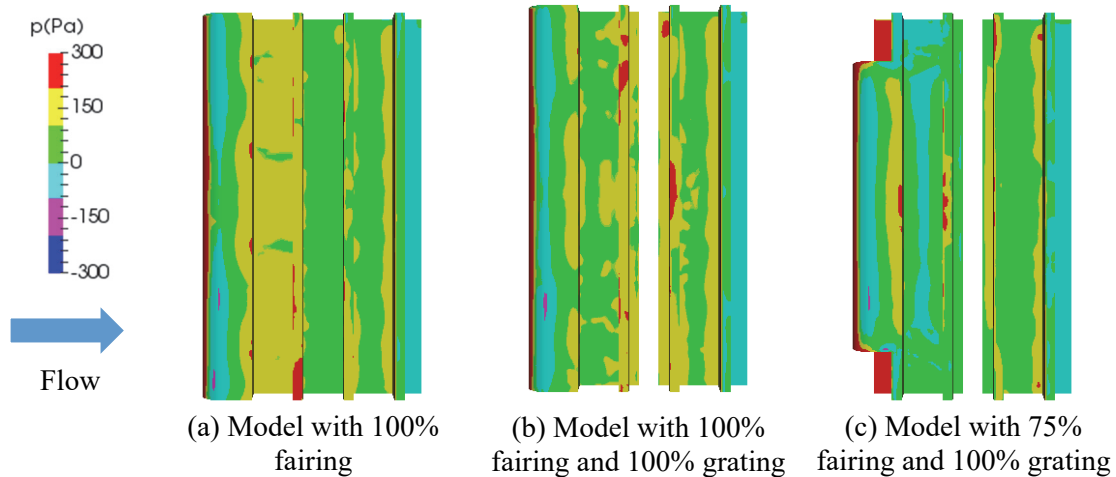 p(Pa)
300
150
0
-150
-300
Flow
(a) Model with 100%
fairing
(b) Model with 100%
fairing and 100% grating
(c) Model with 75%
fairing and 100% grating